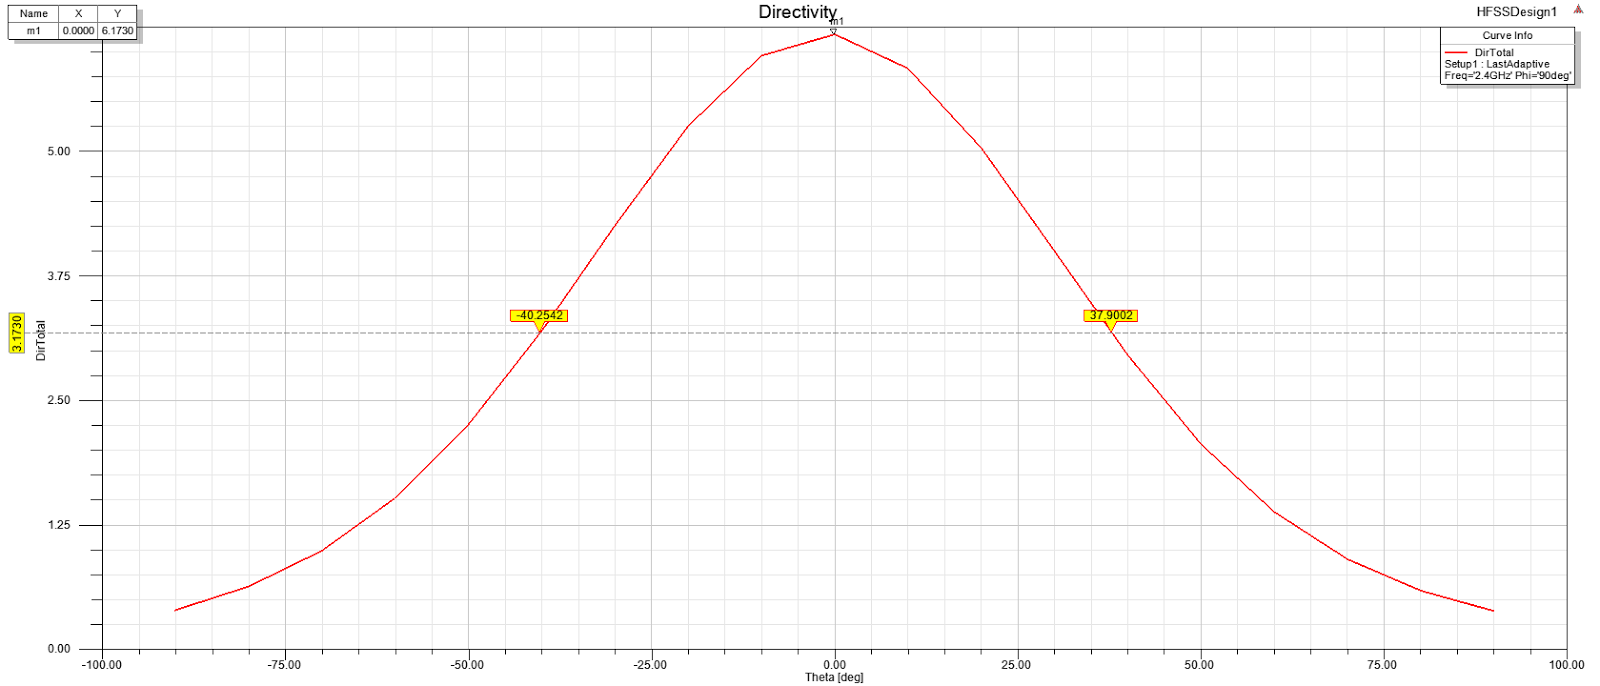 Directivity
HFSSDesign1
Name X Y
m1 0.0000 6.1730
m1
Curve Info
DirTotal
Setup1 : LastAdaptive
Freq='2.4GHz' Phi='90deg'
5.00
3.75
-40.2542
37.9002
3.1730
DirTotal
2.50
1.25
0.00
-100.00 -75.00 -50.00 -25.00 0.00 25.00 50.00 75.00 100.00
Theta [deg]